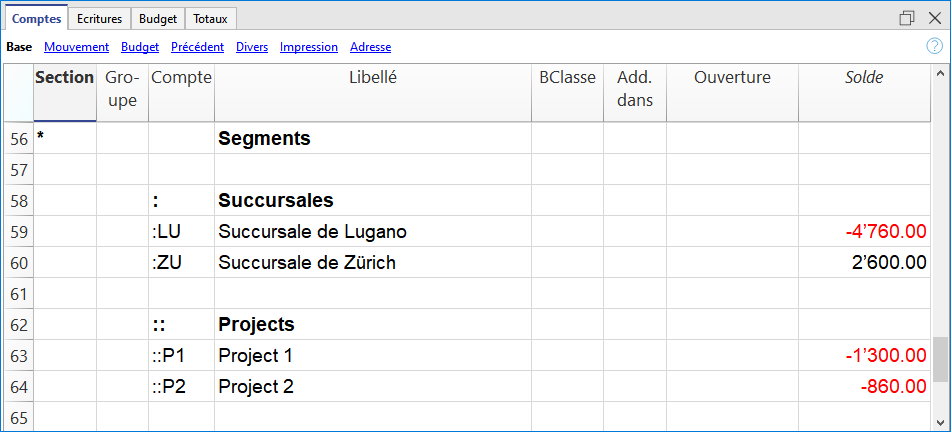 Comptes Ecritures Budget Totaux
Base Mouvement Budget Précédent Divers Impression Adresse ?
Section Gro- Compte Libellé BClasse Add. Ouverture Solde
upe dans
56 * Segments
57
58 : Succursales
59 :LU Succursale de Lugano -4’760.00
60 :ZU Succursale de Zürich 2’600.00
61
62 :: Projects
63 ::P1 Project 1 -1’300.00
64 ::P2 Project 2 -860.00
65